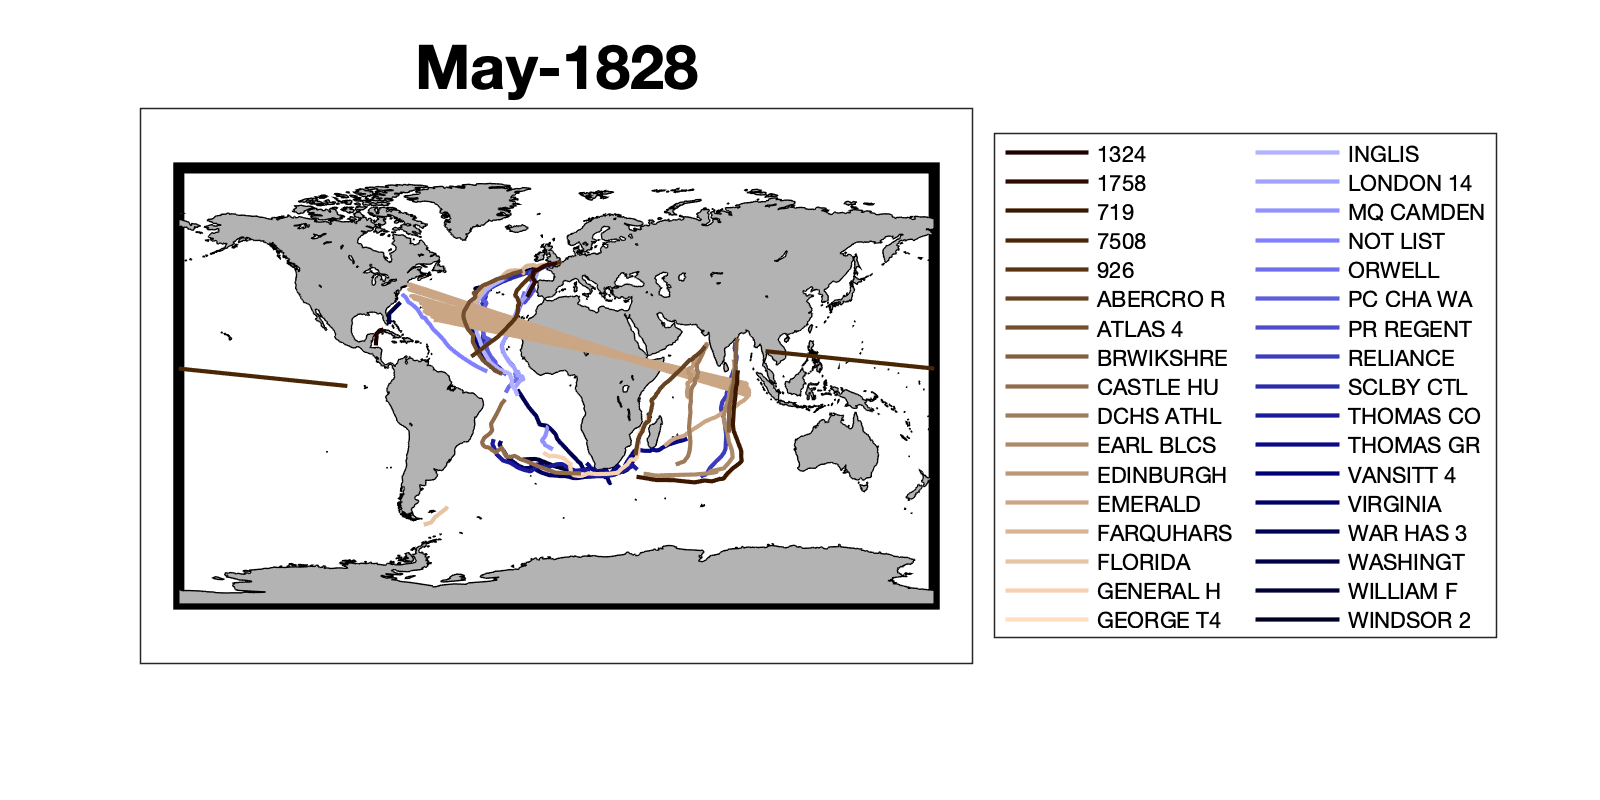 May-1828
1324
1758
719
7508
926
ABERCRO R
ATLAS 4
BRWIKSHRE
CASTLE HU
DCHS ATHL
EARL BLCS
EDINBURGH
EMERALD
FARQUHARS
FLORIDA
GENERAL H
GEORGE T4
INGLIS
LONDON 14
MQ CAMDEN
NOT LIST
ORWELL
PC CHA WA
PR REGENT
RELIANCE
SCLBY CTL
THOMAS CO
THOMAS GR
VANSITT 4
VIRGINIA
WAR HAS 3
WASHINGT
WILLIAM F
WINDSOR 2